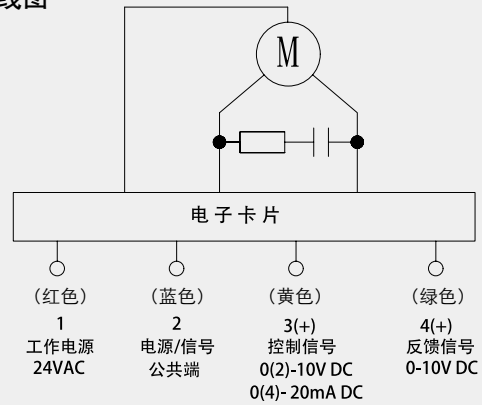 线图
M
电子卡片
(红色) (蓝色) (黄色) (绿色)
1 2 3(+) 4(+)
工作电源 电源/信号 控制信号 反馈信号
24VAC 公共端 0(2)-10V DC 0-10V DC
0(4)- 20mA DC